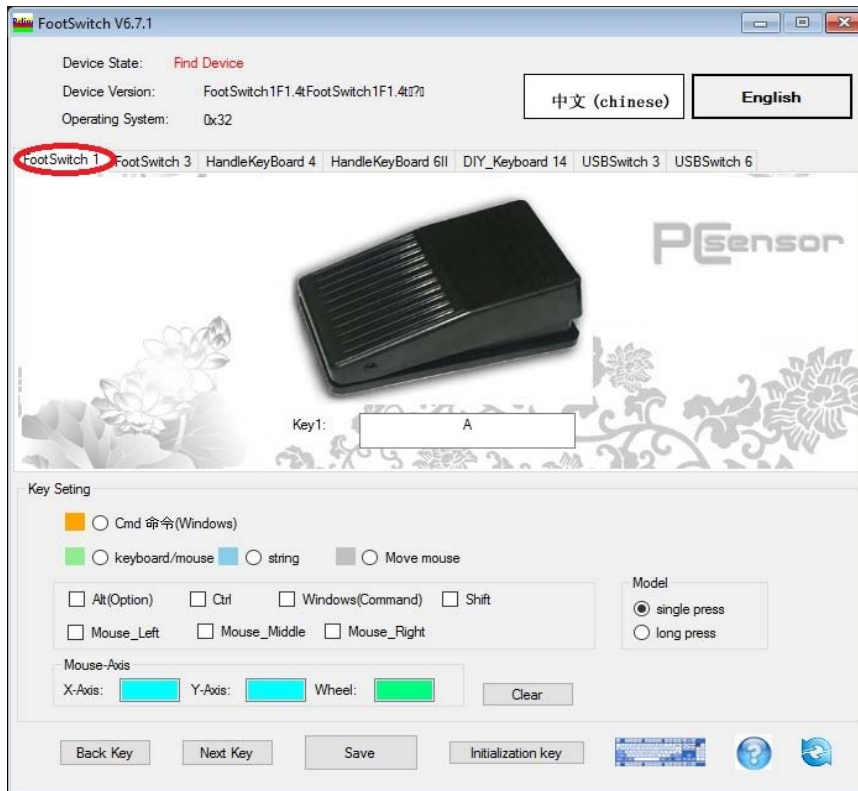 FootSwitch V6.7.1
Device State: Find Device
Device Version: FootSwitch1F1.4tFootSwitch1F1.4t
Operating System: 0x32
中文 (chinese) English
FootSwitch 1 FootSwitch 3 HandleKeyBoard 4 HandleKeyBoard 6II DIY_Keyboard 14 USBSwitch 3 USBSwitch 6
PCsensor
Key1: A
Key Seting
Cmd 命令(Windows)
keyboard/mouse string Move mouse
Alt(Option) Ctrl Windows(Command) Shift
Mouse_Left Mouse_Middle Mouse_Right
Model
single press
long press
Mouse-Axis
X-Axis: Y-Axis: Wheel: Clear
Back Key Next Key Save Initialization key